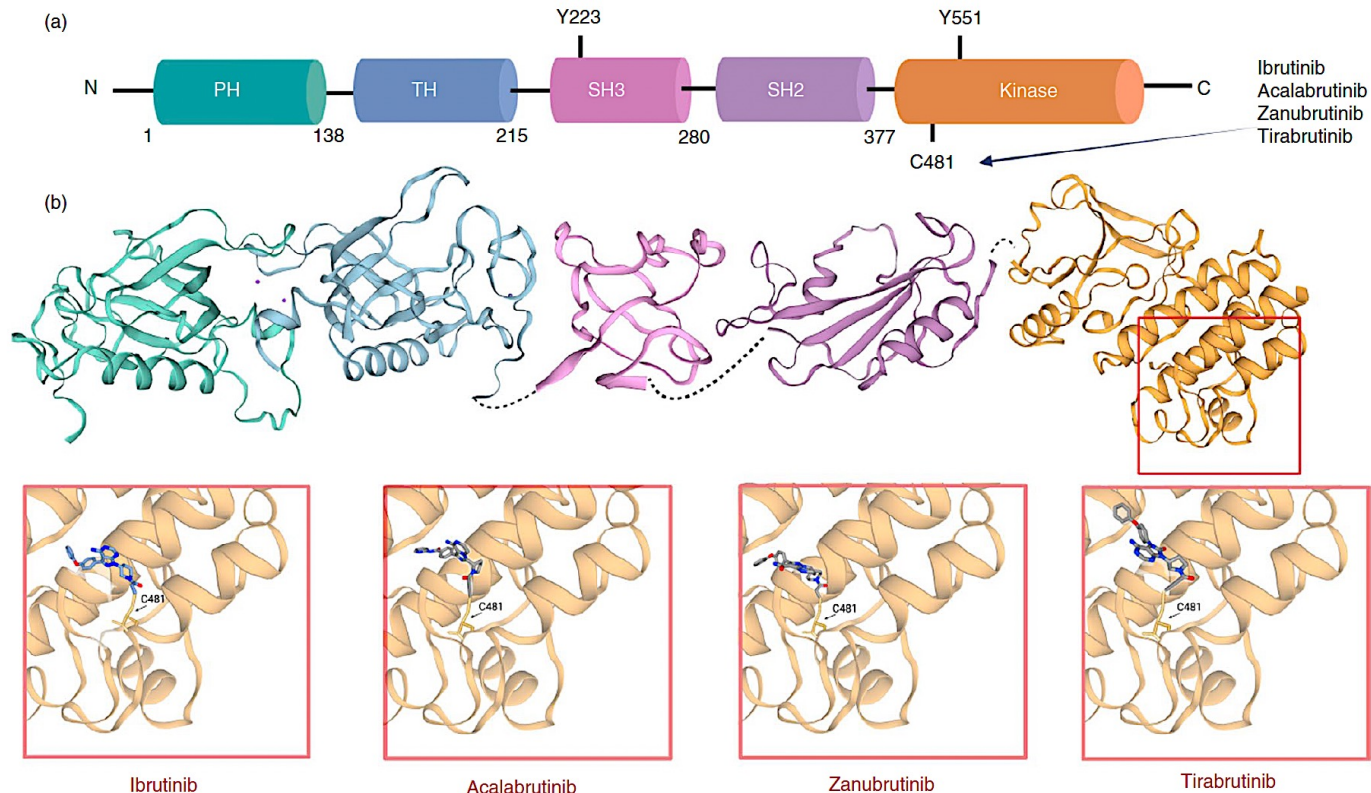 (a)
Y223
Y551
N
PH
TH
SH3
SH2
Kinase
C
1
138
215
280
377
C481
Ibrutinib
Acalabrutinib
Zanubrutinib
Tirabrutinib
(b)
C481
C481
C481
C481
Ibrutinib
Acalabrutinib
Zanubrutinib
Tirabrutinib